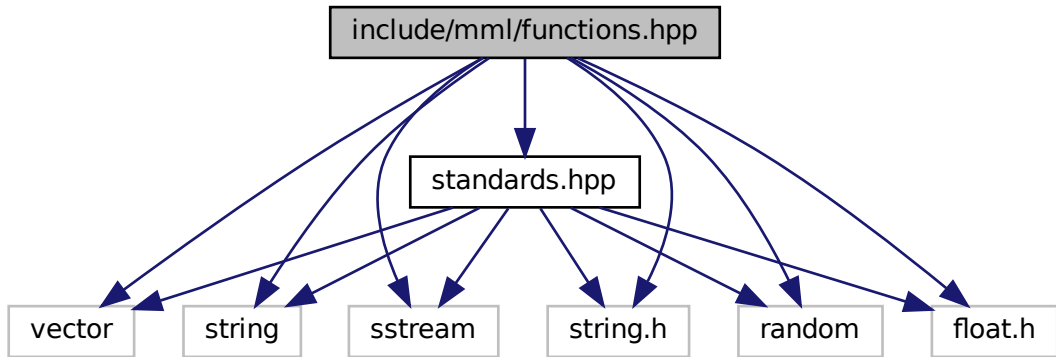 include/mml/functions.hpp
standards.hpp
vector
string
sstream
string.h
random
float.h